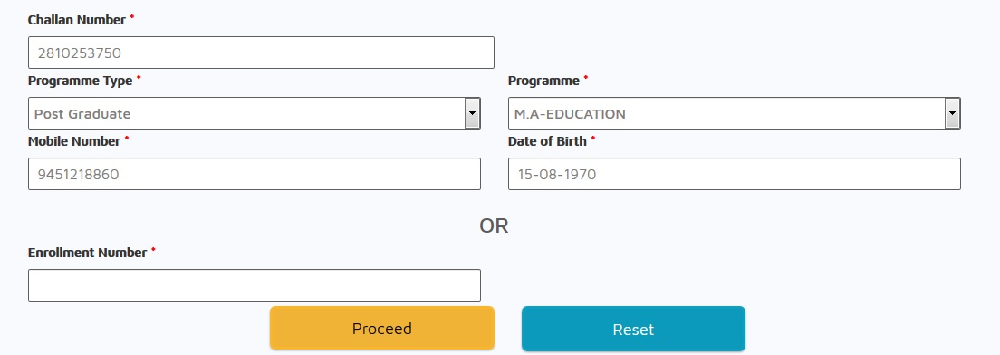 Challan Number *
2810253750
Programme Type * Programme *
Post Graduate M.A-EDUCATION
Mobile Number * Date of Birth *
9451218860 15-08-1970
OR
Enrollment Number *
Proceed Reset